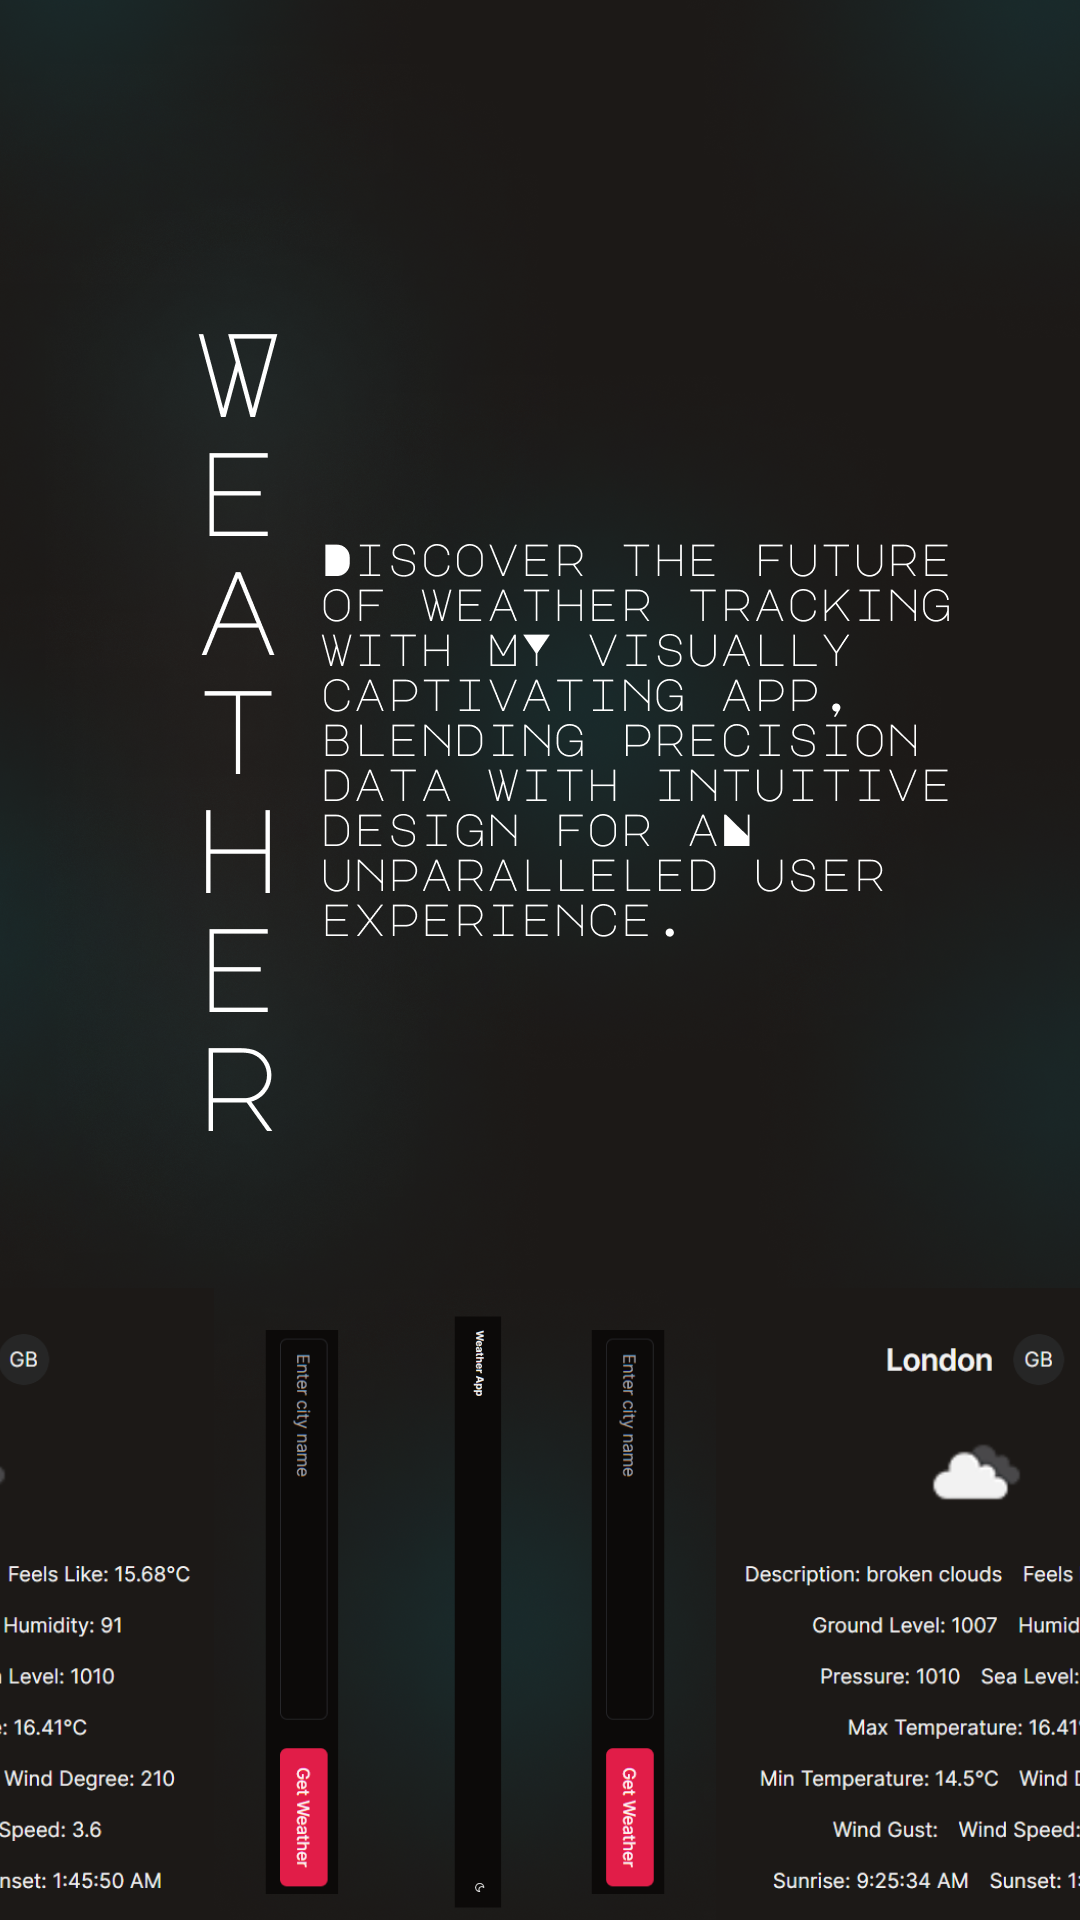 WEATHER
DISCOVER THE FUTURE
OF WEATHER TRACKING
WITH MY VISUALLY
CAPTIVATING APP,
BLENDING PRECISION
DATA WITH INTUITIVE
DESIGN FOR AN
UNPARALLELED USER
EXPERIENCE.
GB
Feels Like: 15.68°C
Humidity: 91
Level: 1010
: 16.41°C
Wind Degree: 210
Speed: 3.6
nset: 1:45:50 AM
Enter city name
Get Weather
Weather App
Enter city name
Get Weather
London GB
Description: broken clouds Feels
Ground Level: 1007 Humid
Pressure: 1010 Sea Level:
Max Temperature: 16.41
Min Temperature: 14.5°C Wind
Wind Gust: Wind Speed:
Sunrise: 9:25:34 AM Sunset: 1: